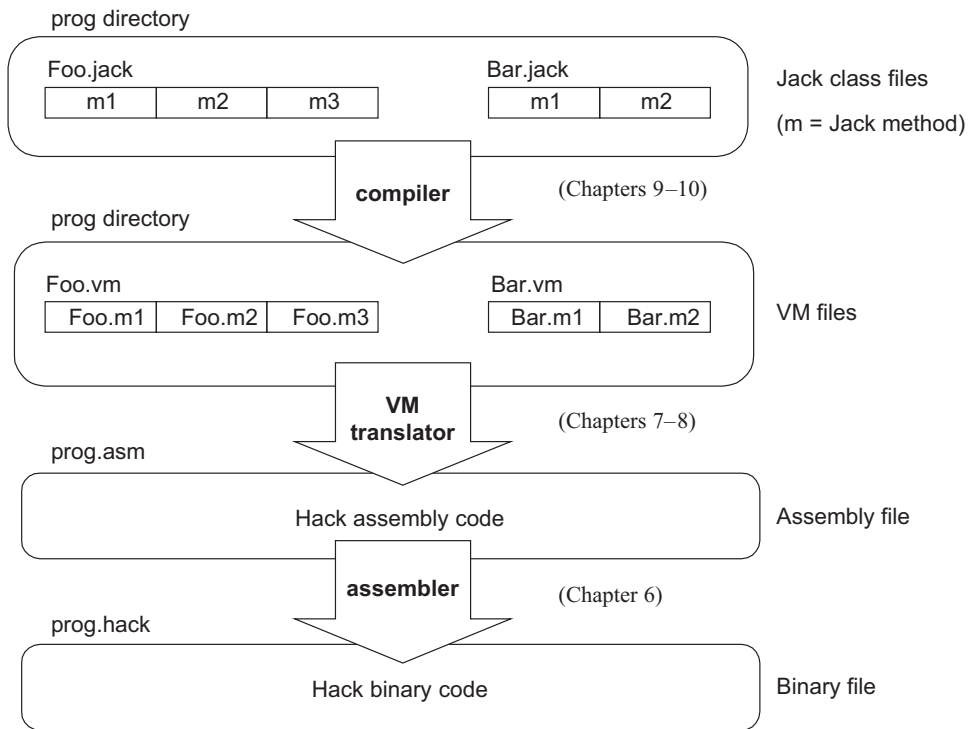 prog directory
Foo.jack
Bar.jack
Jack class files
m1 m2 m3
m1 m2
(m = Jack method)
compiler
(Chapters 9–10)
prog directory
Foo.vm
Bar.vm
VM files
Foo.m1 Foo.m2 Foo.m3
Bar.m1 Bar.m2
VM
translator
(Chapters 7–8)
prog.asm
Hack assembly code
Assembly file
assembler
(Chapter 6)
prog.hack
Hack binary code
Binary file